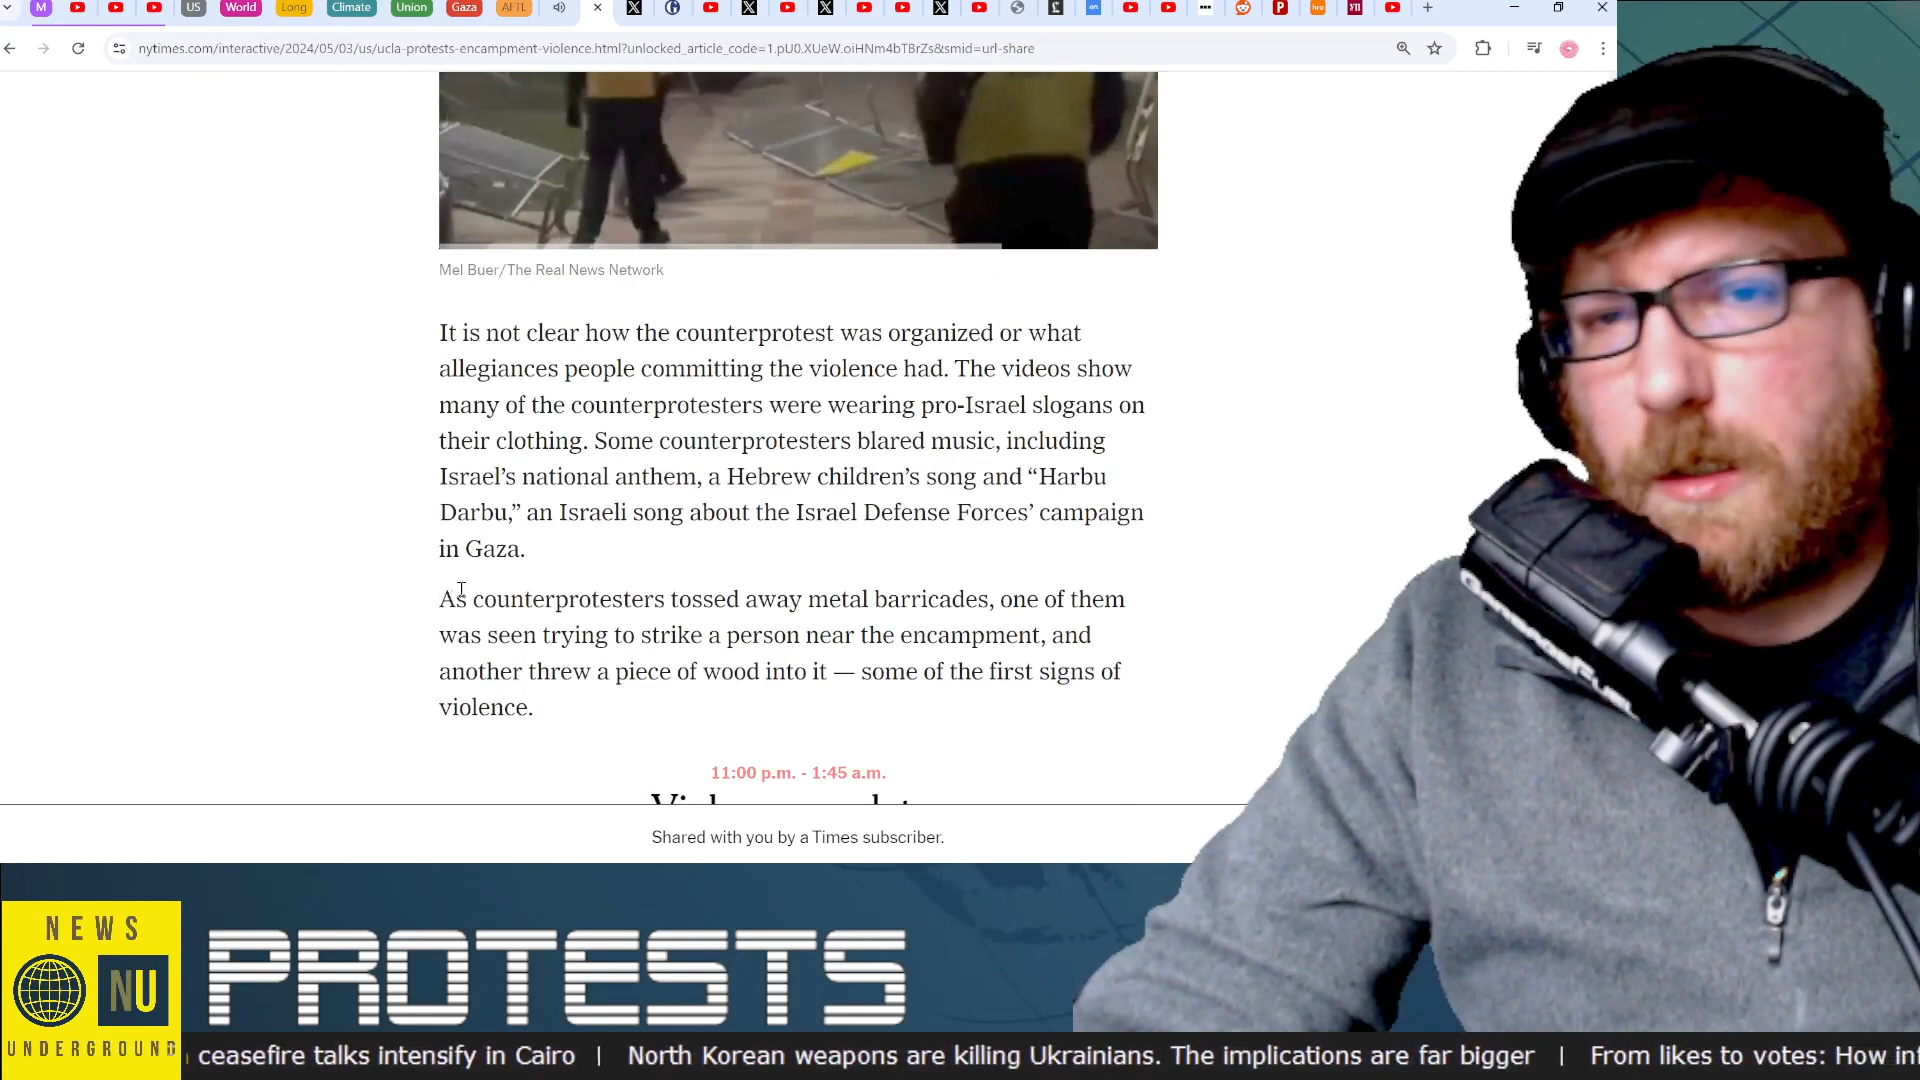 M
US
World
Long
Climate
Union
Gaza
AFTL
nytimes.com/interactive/2024/05/03/us/ucla-protests-encampment-violence.html?unlocked_article_code=1.pU0.XUeW.oiHNm4bTBrZs&smid=url-share
Mel Buer/The Real News Network
It is not clear how the counterprotest was organized or what
allegiances people committing the violence had. The videos show
many of the counterprotesters were wearing pro-Israel slogans on
their clothing. Some counterprotesters blared music, including
Israel’s national anthem, a Hebrew children’s song and “Harbu
Darbu,” an Israeli song about the Israel Defense Forces’ campaign
in Gaza.
As counterprotesters tossed away metal barricades, one of them
was seen trying to strike a person near the encampment, and
another threw a piece of wood into it — some of the first signs of
violence.
11:00 p.m. - 1:45 a.m.
Shared with you by a Times subscriber.
NEWS
NU
UNDERGROUND
PROTESTS
ceasefire talks intensify in Cairo | North Korean weapons are killing Ukrainians. The implications are far bigger | From likes to votes: How